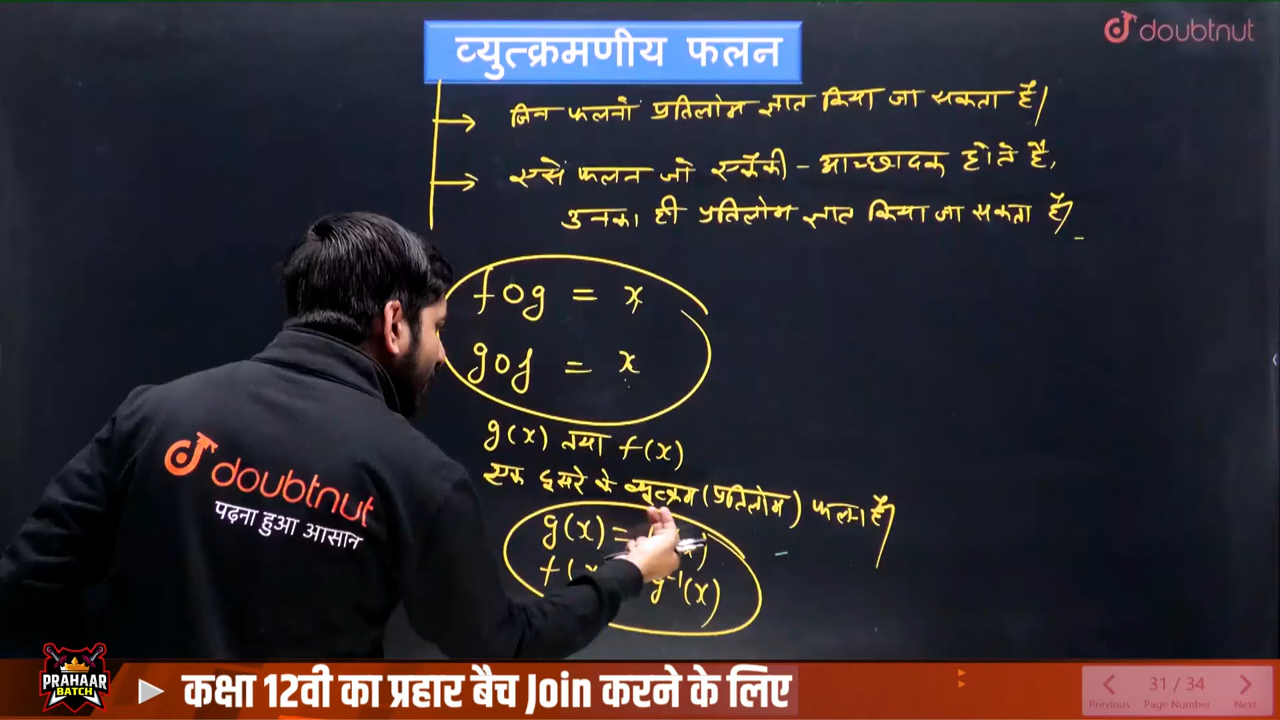 व्युत्क्रमणीय फलन
doubtnut
→ जिन फलनों प्रतिलोम ज्ञात किया जा सकता है।
→ एसे फलन जो एकैकी - आच्छादक होते है,
उनका ही प्रतिलोम ज्ञात किया जा सकता है।
fog = x
gof = x
g(x) तथा f(x)
एक दूसरे के व्युत्क्रम (प्रतिलोम) फलन है।
g(x) =
g⁻¹(x)
doubtnut
पढ़ना हुआ आसान
PRAHAAR
BATCH
कक्षा 12वी का प्रहार बैच Join करने के लिए
31 / 34
Previous Page Number Next